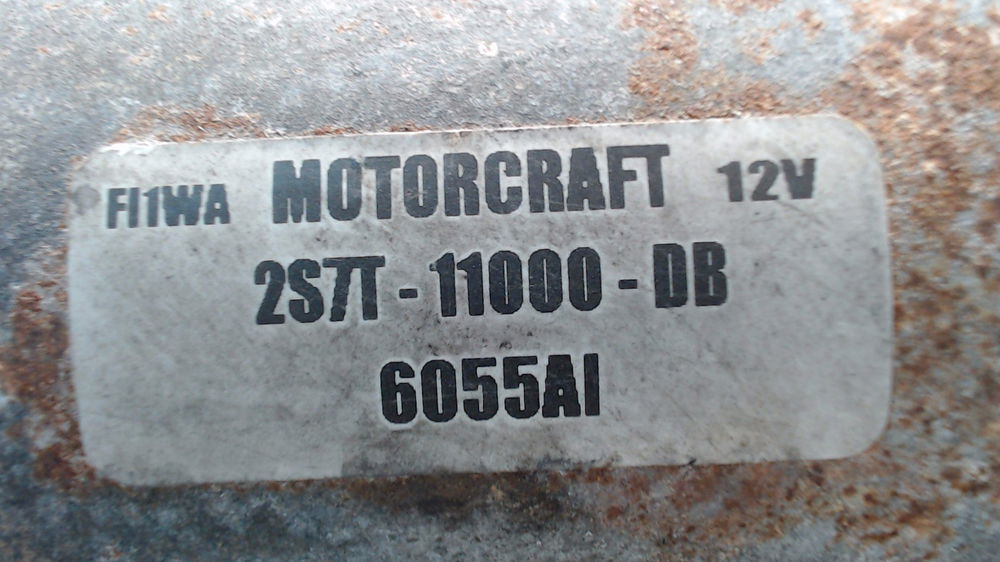 FI1WA MOTORCRAFT 12V
2S7T - 11000 - DB
6055AI